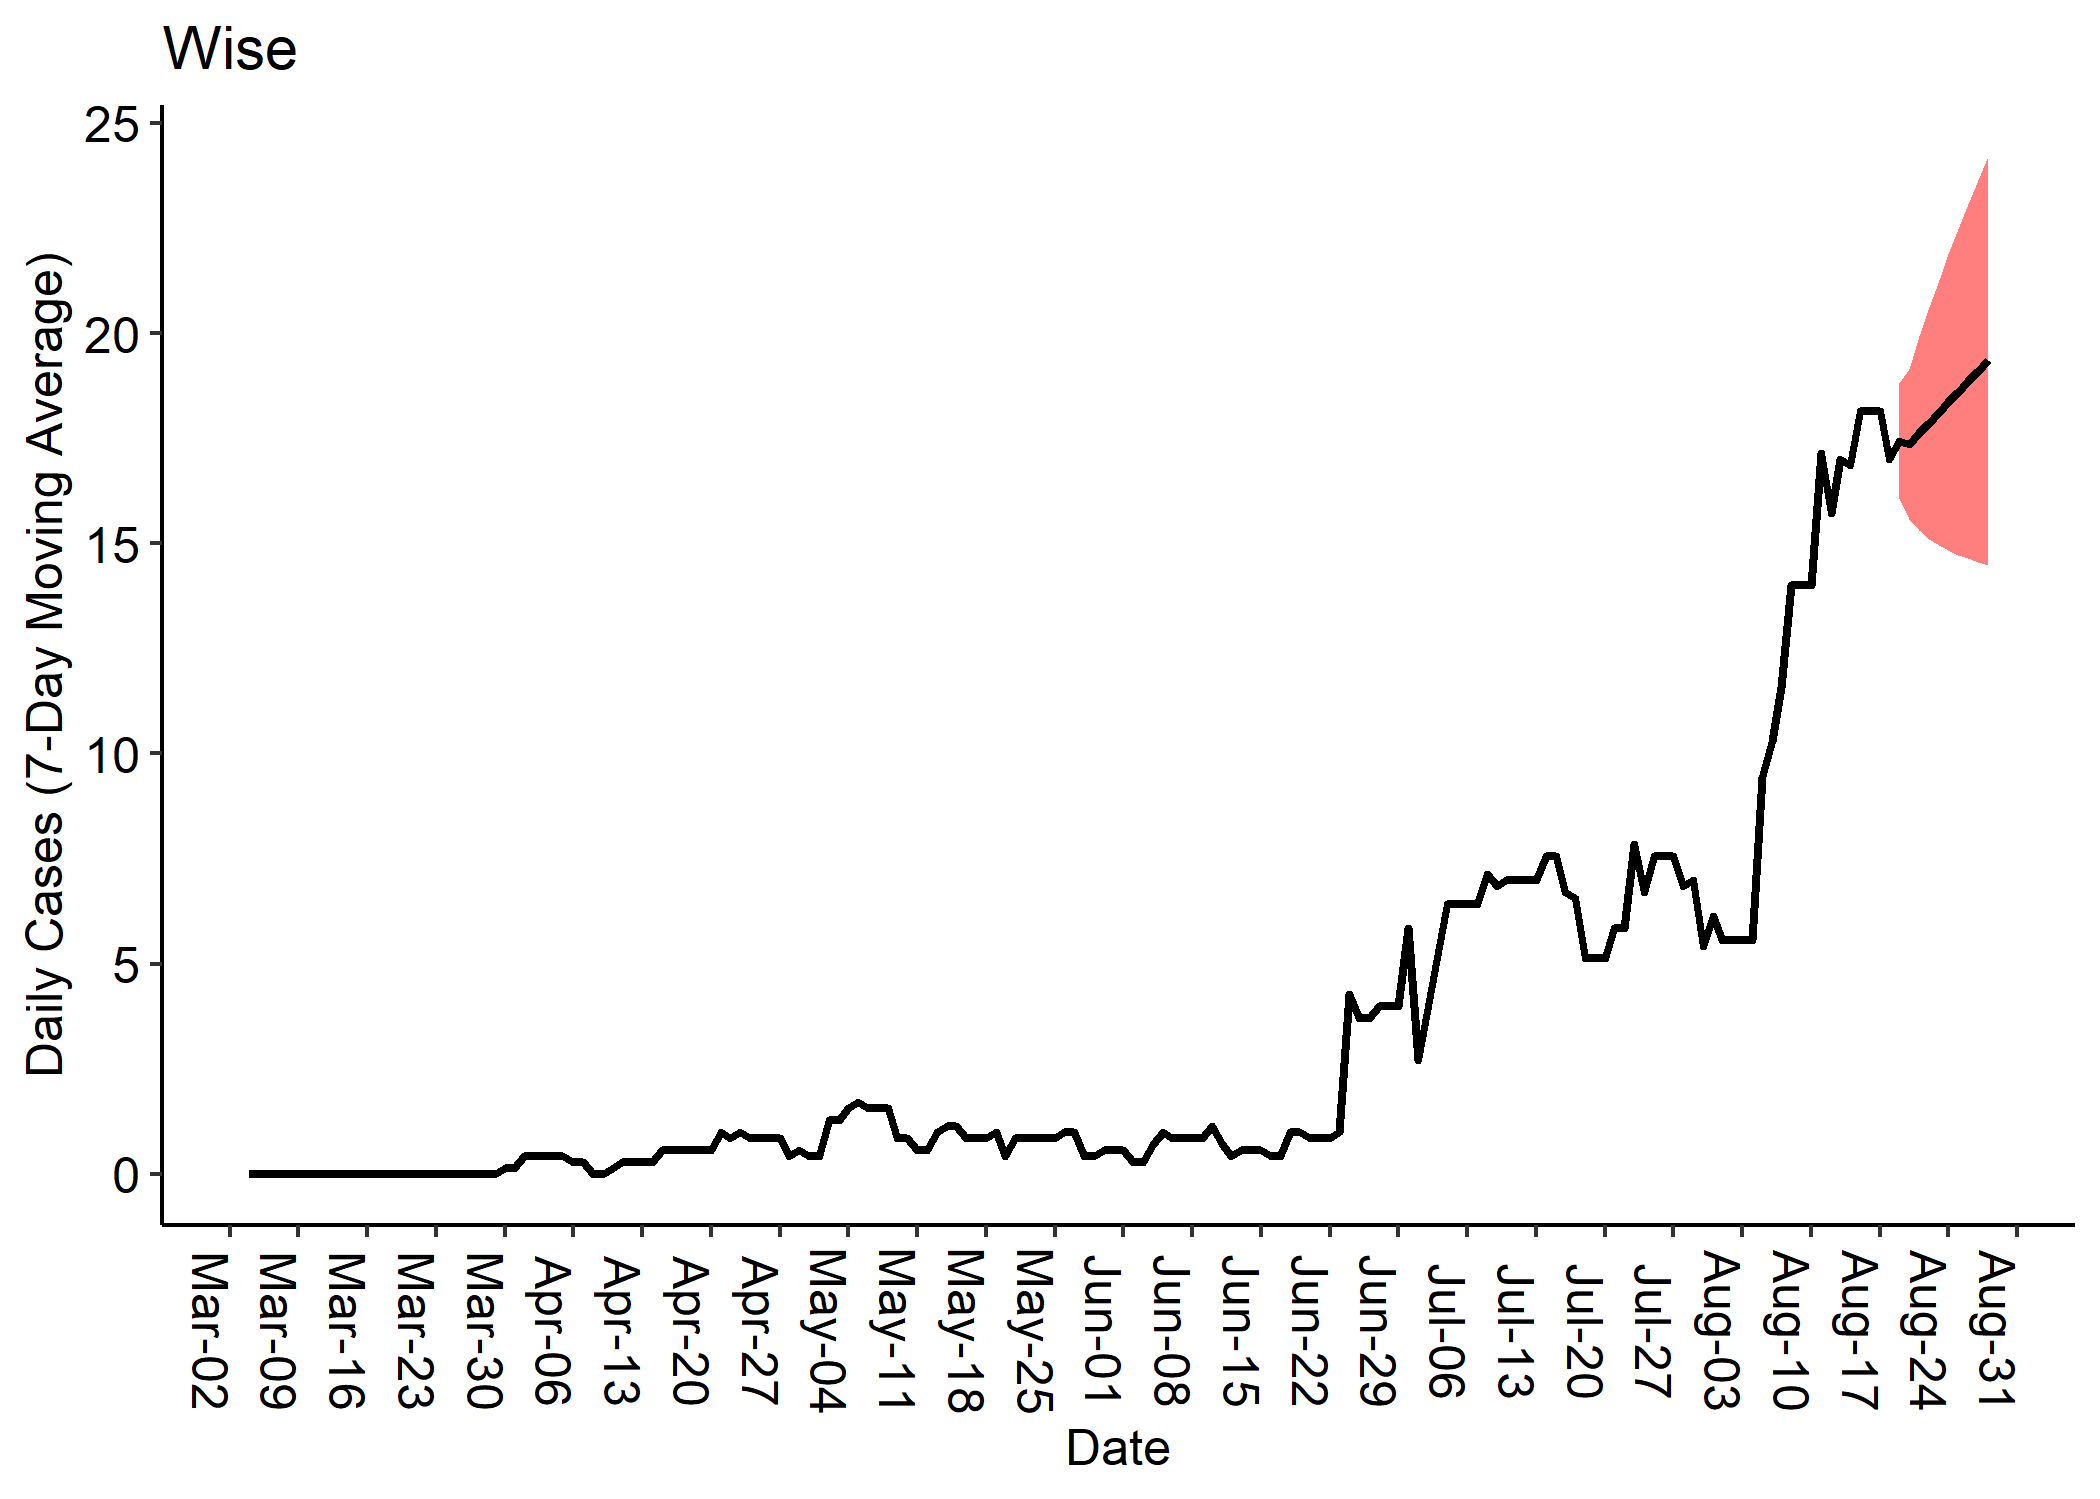 Wise
Daily Cases (7-Day Moving Average)
25
20
15
10
5
0
Mar-02
Mar-09
Mar-16
Mar-23
Mar-30
Apr-06
Apr-13
Apr-20
Apr-27
May-04
May-11
May-18
May-25
Jun-01
Jun-08
Jun-15
Jun-22
Jun-29
Jul-06
Jul-13
Jul-20
Jul-27
Aug-03
Aug-10
Aug-17
Aug-24
Aug-31
Date